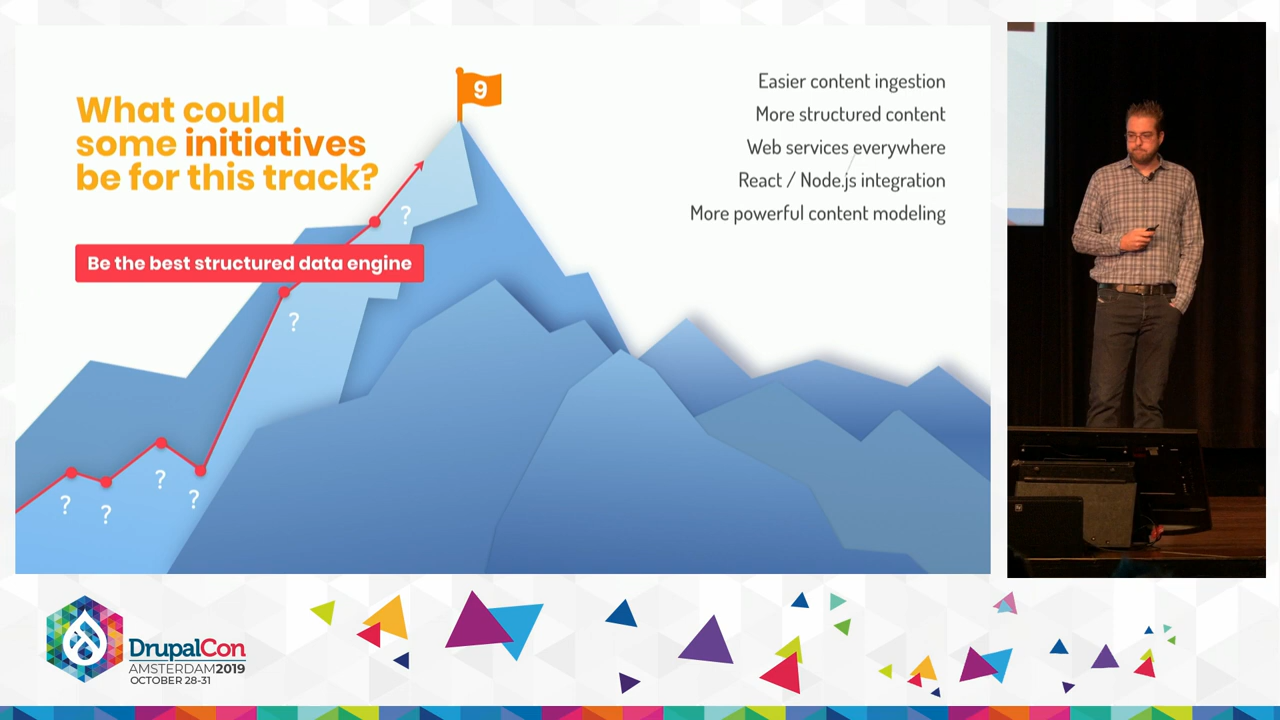 What could
some initiatives
be for this track?
Be the best structured data engine
9
?
?
?
?
?
?
Easier content ingestion
More structured content
Web services everywhere
React / Node.js integration
More powerful content modeling
DrupalCon
AMSTERDAM2019
OCTOBER 28-31